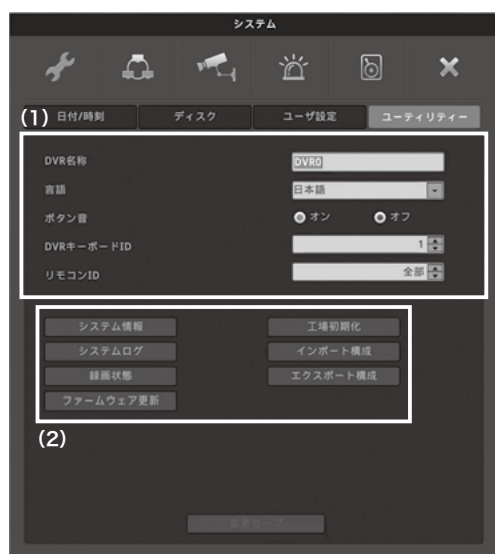 システム
(1) 日付/時刻 ディスク ユーザ設定 ユーティリティー
DVR名称 DVR0
言語 日本語
ボタン音 オン オフ
DVRキーボードID 1
リモコンID 全部
システム情報 工場初期化
システムログ インポート構成
録画状態 エクスポート構成
ファームウェア更新
(2)
変更セーブ